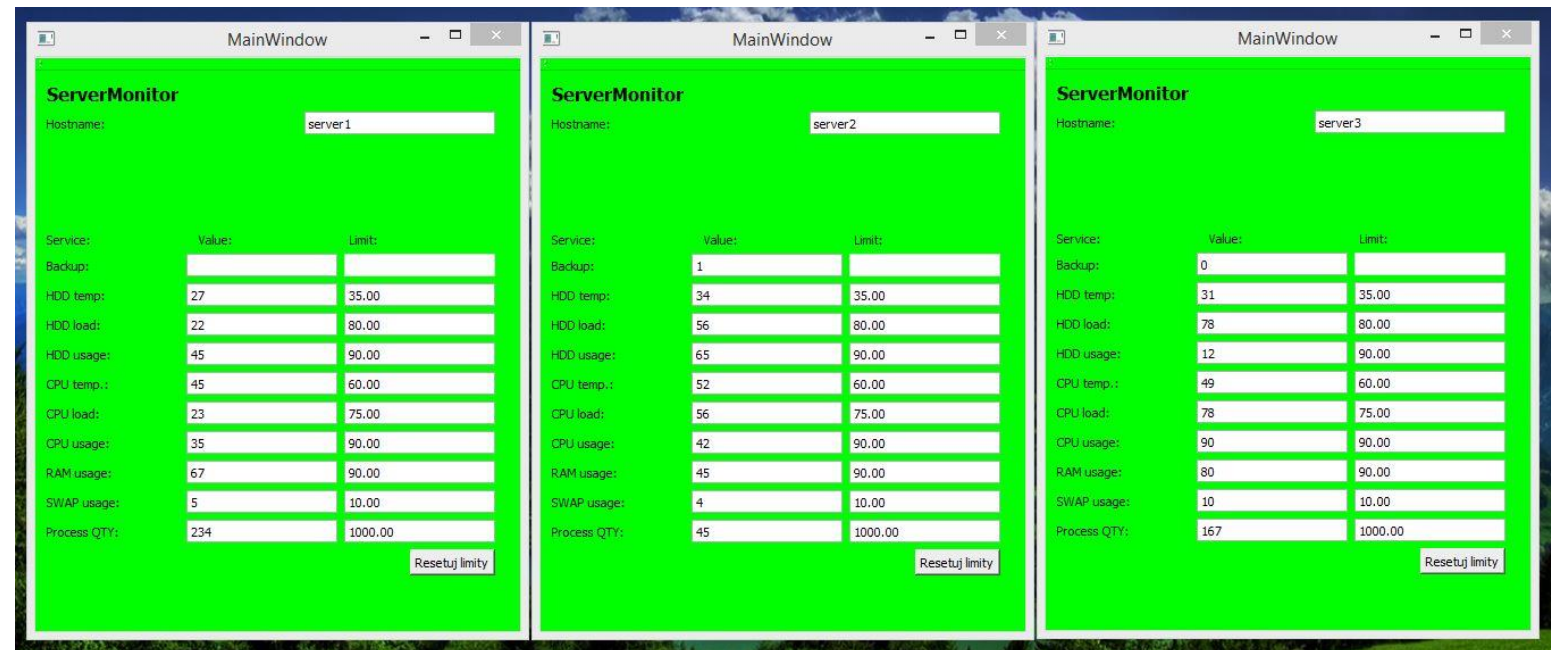 MainWindow
ServerMonitor
Hostname: server1
Service: Value: Limit:
Backup:
HDD temp: 27 35.00
HDD load: 22 80.00
HDD usage: 45 90.00
CPU temp.: 45 60.00
CPU load: 23 75.00
CPU usage: 35 90.00
RAM usage: 67 90.00
SWAP usage: 5 10.00
Process QTY: 234 1000.00
Resetuj limity
MainWindow
ServerMonitor
Hostname: server2
Service: Value: Limit:
Backup: 1
HDD temp: 34 35.00
HDD load: 56 80.00
HDD usage: 65 90.00
CPU temp.: 52 60.00
CPU load: 56 75.00
CPU usage: 42 90.00
RAM usage: 45 90.00
SWAP usage: 4 10.00
Process QTY: 45 1000.00
Resetuj limity
MainWindow
ServerMonitor
Hostname: server3
Service: Value: Limit:
Backup: 0
HDD temp: 31 35.00
HDD load: 78 80.00
HDD usage: 12 90.00
CPU temp.: 49 60.00
CPU load: 78 75.00
CPU usage: 90 90.00
RAM usage: 80 90.00
SWAP usage: 10 10.00
Process QTY: 167 1000.00
Resetuj limity